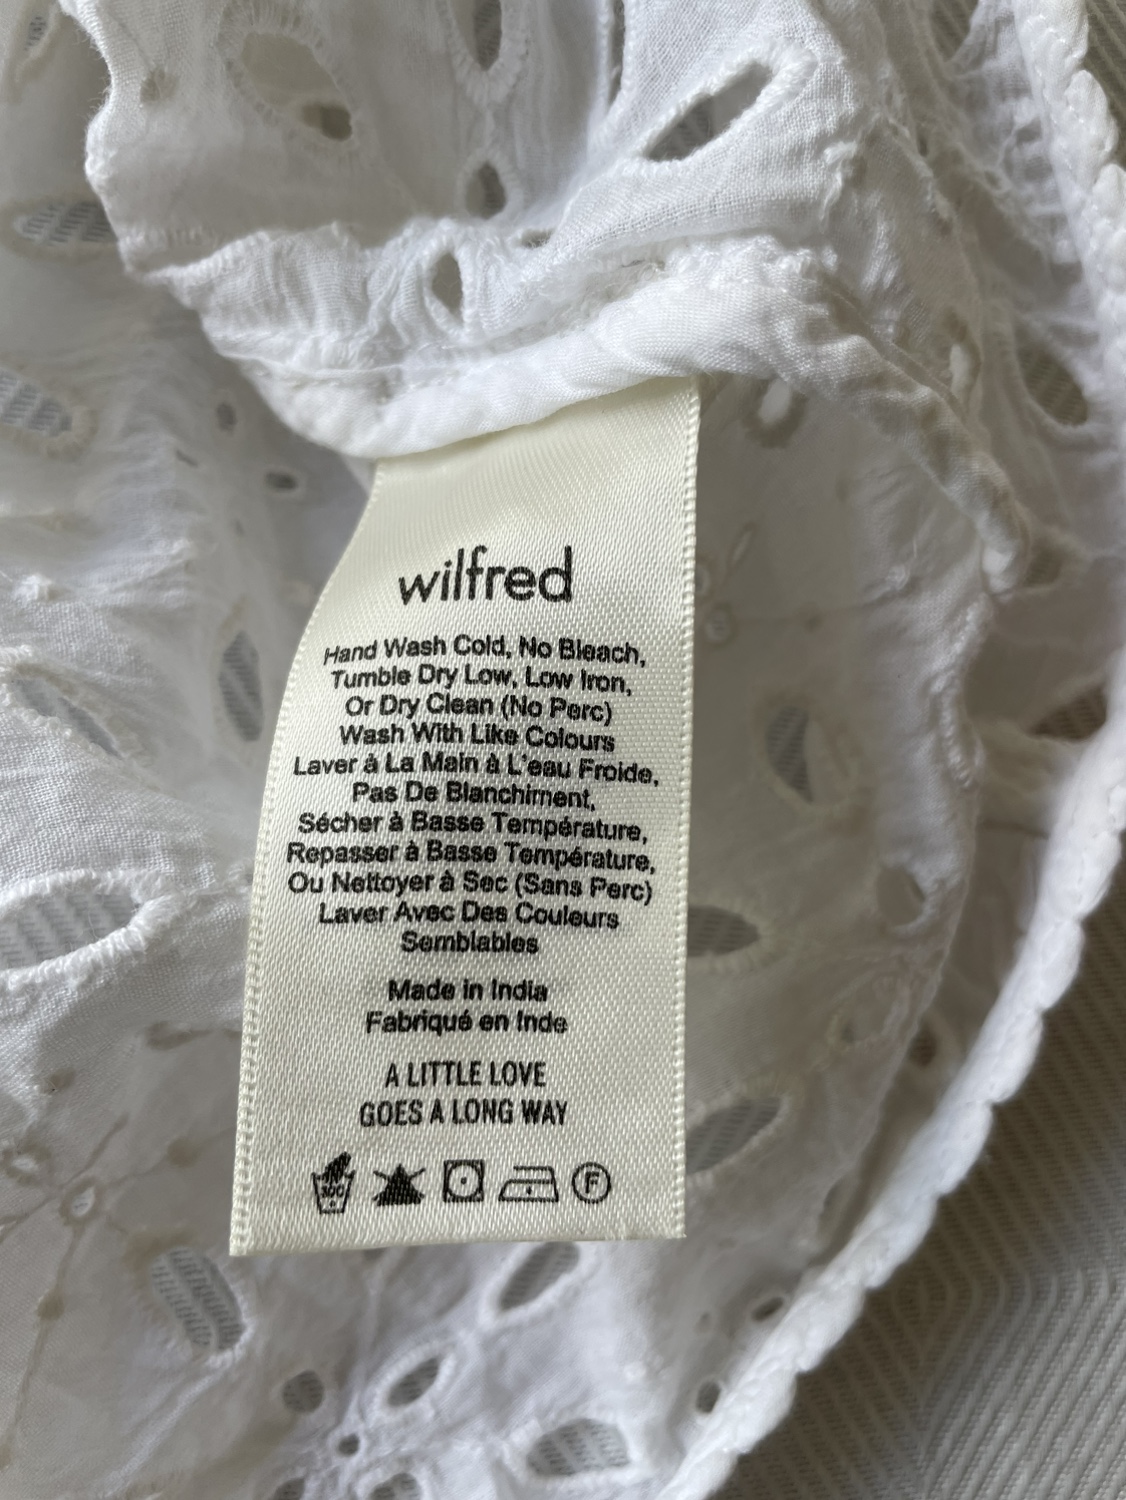 wilfred
Hand Wash Cold, No Bleach,
Tumble Dry Low, Low Iron,
Or Dry Clean (No Perc)
Wash With Like Colours
Laver à La Main à L'eau Froide,
Pas De Blanchiment,
Sécher à Basse Température,
Repasser à Basse Température,
Ou Nettoyer à Sec (Sans Perc)
Laver Avec Des Couleurs
Semblables
Made in India
Fabriqué en Inde
A LITTLE LOVE
GOES A LONG WAY
30C F